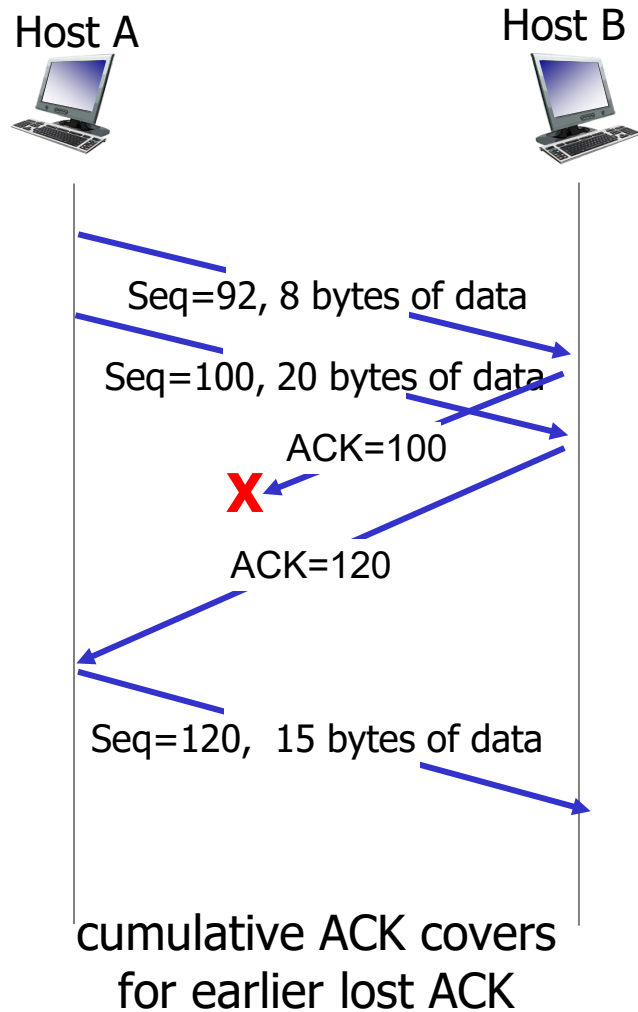 Host A
Host B
Seq=92, 8 bytes of data
Seq=100, 20 bytes of data
ACK=100
X
ACK=120
Seq=120, 15 bytes of data
cumulative ACK covers
for earlier lost ACK